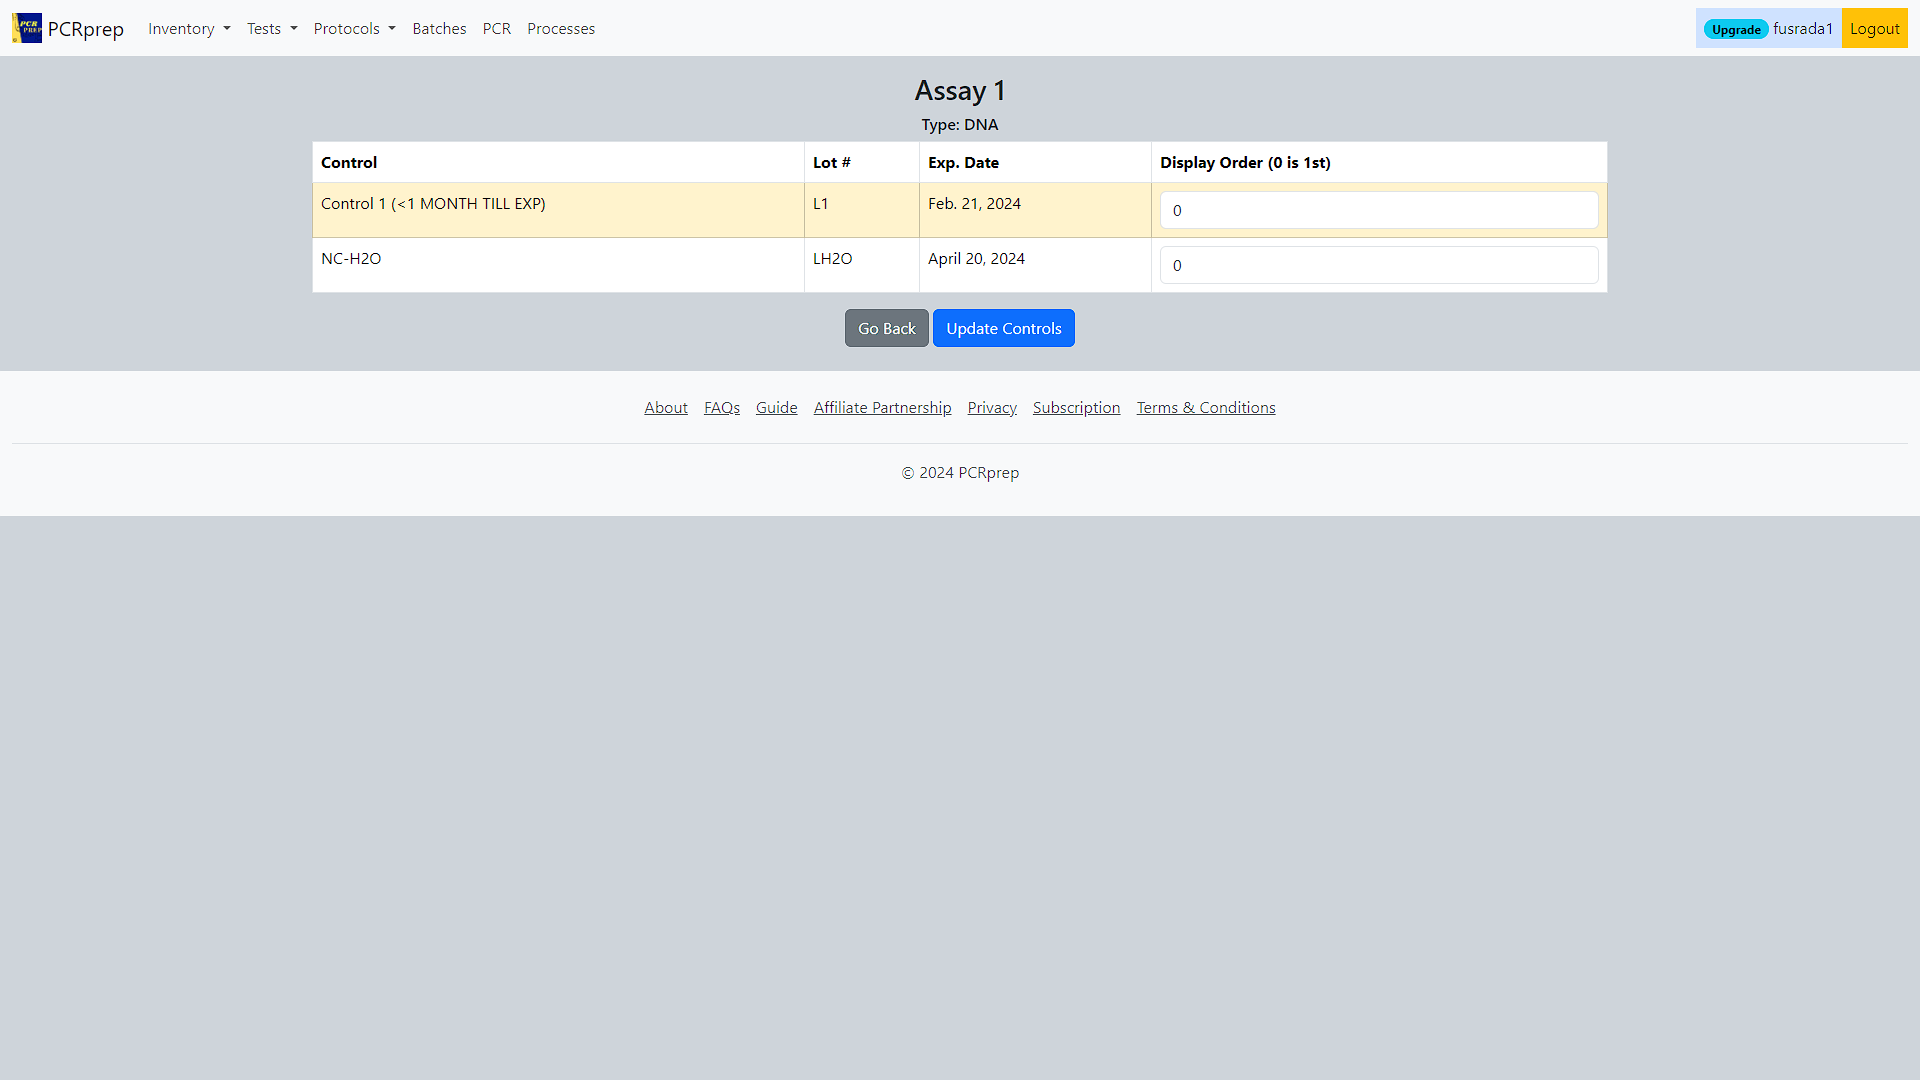 PCR PREP PCRprep Inventory Tests Protocols Batches PCR Processes Upgrade fusrada1 Logout
Assay 1
Type: DNA
Control Lot # Exp. Date Display Order (0 is 1st)
Control 1 (<1 MONTH TILL EXP) L1 Feb. 21, 2024 0
NC-H2O LH2O April 20, 2024 0
Go Back Update Controls
About FAQs Guide Affiliate Partnership Privacy Subscription Terms & Conditions
© 2024 PCRprep